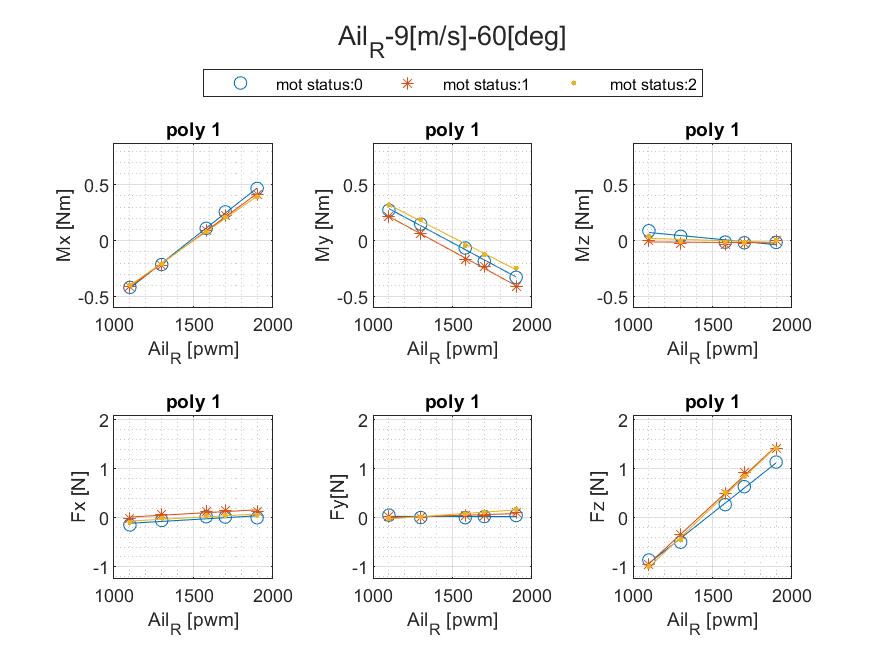 Ail_R-9[m/s]-60[deg]
mot status:0 mot status:1 mot status:2
poly 1 poly 1 poly 1
Mx [Nm] 0.5 0 -0.5
My [Nm] 0.5 0 -0.5
Mz [Nm] 0.5 0 -0.5
1000 1500 2000 1000 1500 2000 1000 1500 2000
Ail_R [pwm] Ail_R [pwm] Ail_R [pwm]
poly 1 poly 1 poly 1
Fx [N] 2 1 0 -1
Fy[N] 2 1 0 -1
Fz [N] 2 1 0 -1
1000 1500 2000 1000 1500 2000 1000 1500 2000
Ail_R [pwm] Ail_R [pwm] Ail_R [pwm]